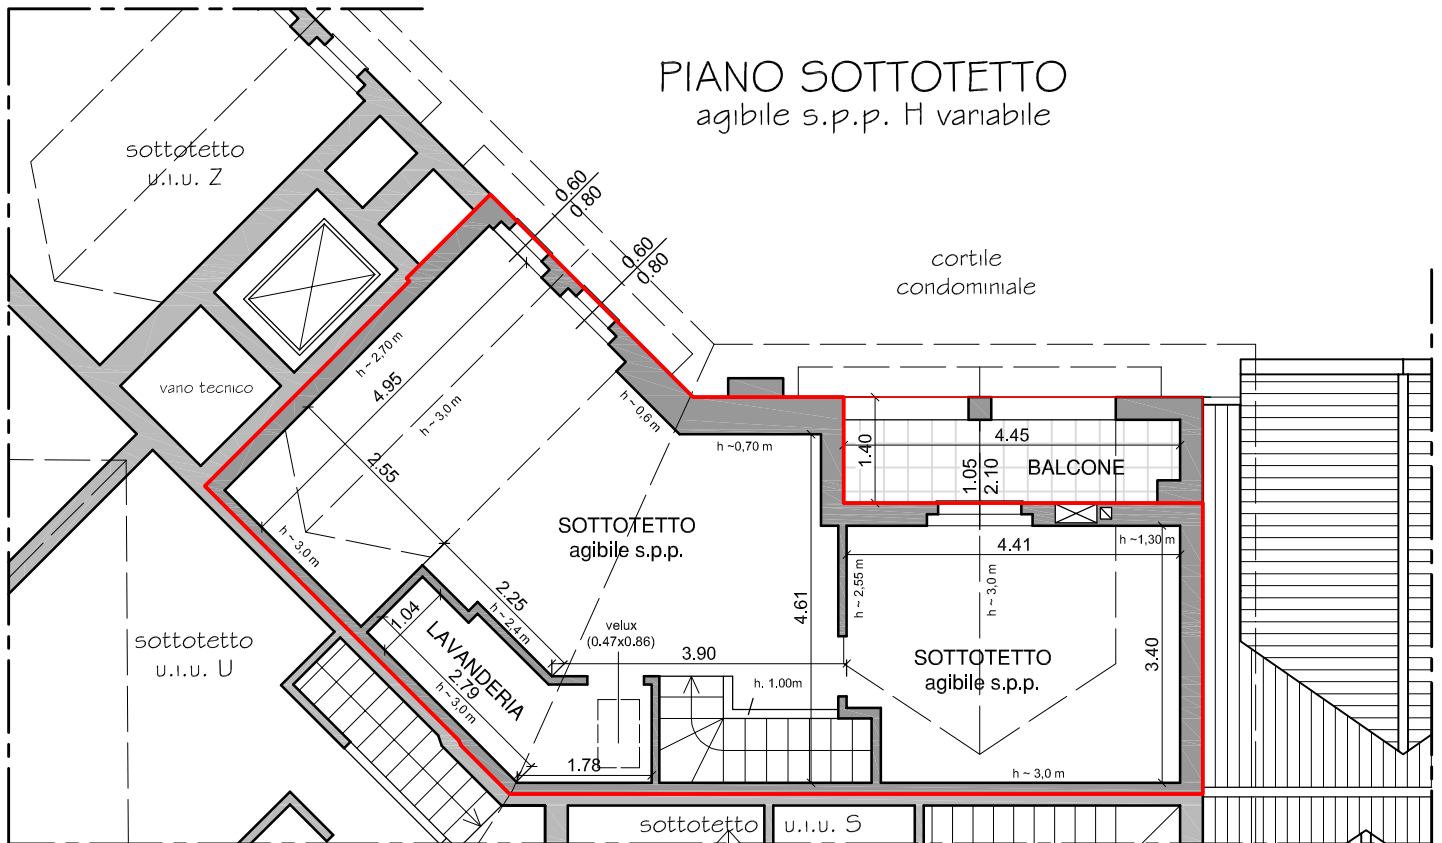 PIANO SOTTOTETTO
agibile s.p.p. H variabile
sottotetto
u.i.u. Z
0.60
0.80
0.60
0.80
cortile
condominiale
vano tecnico
h ~ 2,70 m
4.95
h ~ 3,0 m
h ~0,6 m
h ~0,70 m
2.55
1.40
4.45
BALCONE
1.05
2.10
SOTTOTETTO
agibile s.p.p.
h ~ 3,0 m
4.41
h ~1,30 m
h ~ 2,55 m
h ~ 3,0 m
2.25
h ~ 2,4 m
4.61
1.04
LAVANDERIA
2.79
h ~ 3,0 m
velux
(0.47x0.86)
3.90
h. 1.00m
SOTTOTETTO
agibile s.p.p.
3.40
sottotetto
u.i.u. U
1.78
h ~ 3,0 m
sottotetto u.i.u. S